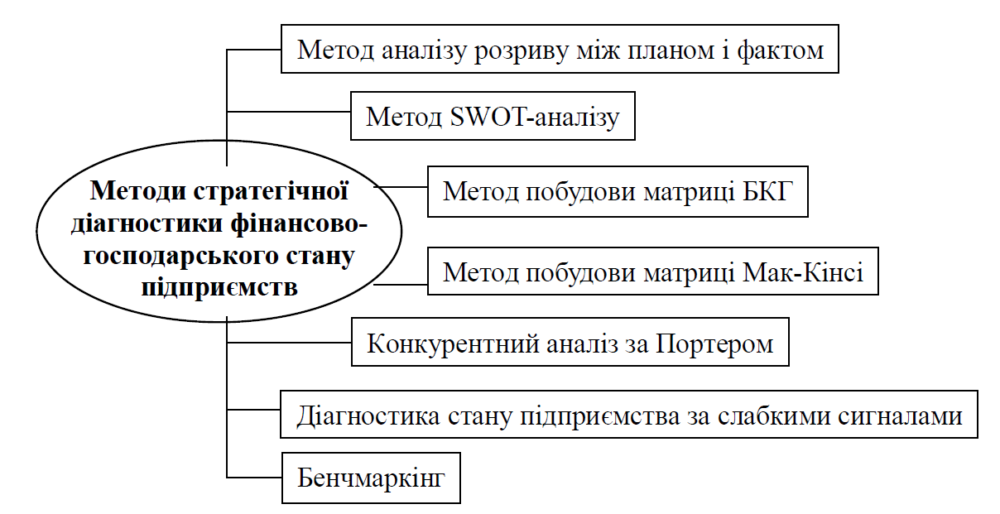 Метод аналізу розриву між планом і фактом
Метод SWOT-аналізу
Методи стратегічної
діагностики фінансово-
господарського стану
підприємств
Метод побудови матриці БКГ
Метод побудови матриці Мак-Кінсі
Конкурентний аналіз за Портером
Діагностика стану підприємства за слабкими сигналами
Бенчмаркінг